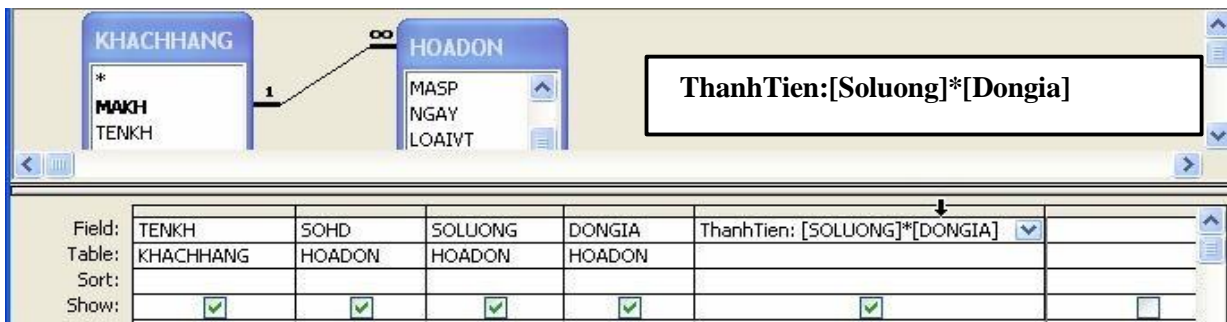 KHACHHANG
*
MAKH
TENKH
1
∞
HOADON
MASP
NGAY
LOAIVT
ThanhTien:[Soluong]*[Dongia]
Field: TENKH SOHD SOLUONG DONGIA ThanhTien: [SOLUONG]*[DONGIA]
Table: KHACHHANG HOADON HOADON HOADON
Sort:
Show: